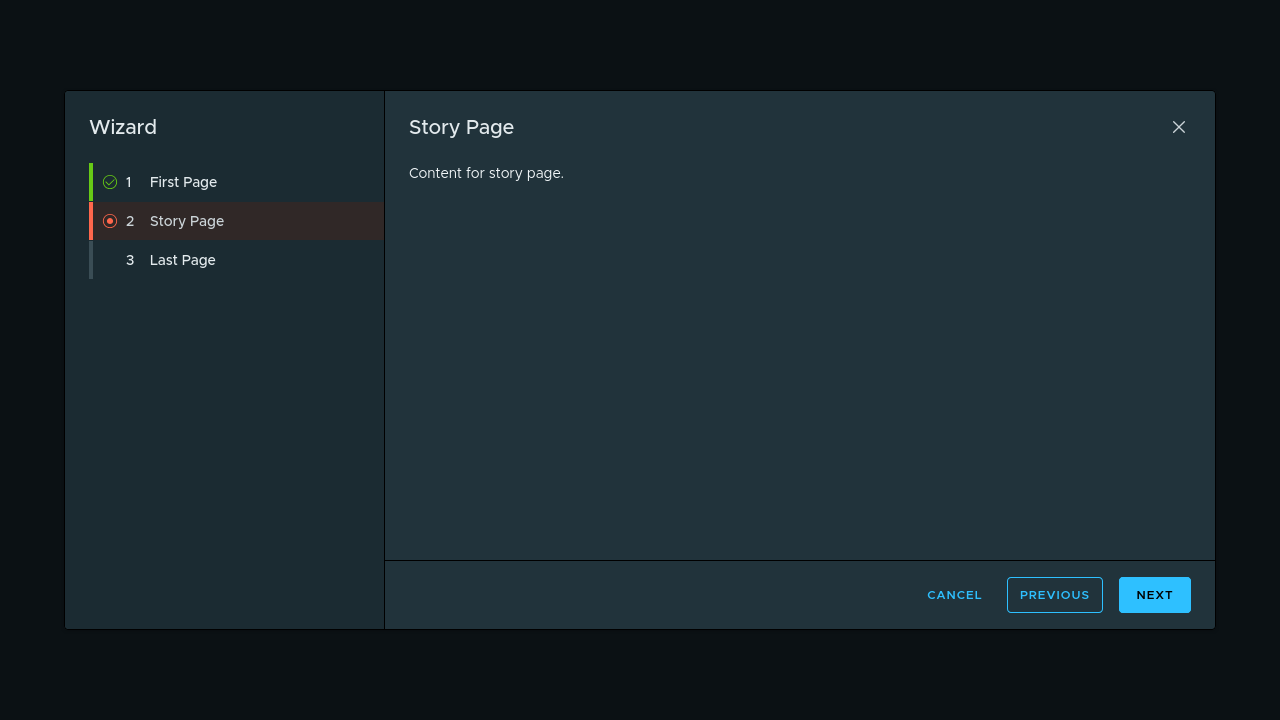 Wizard
1 First Page
2 Story Page
3 Last Page
Story Page
Content for story page.
CANCEL PREVIOUS NEXT